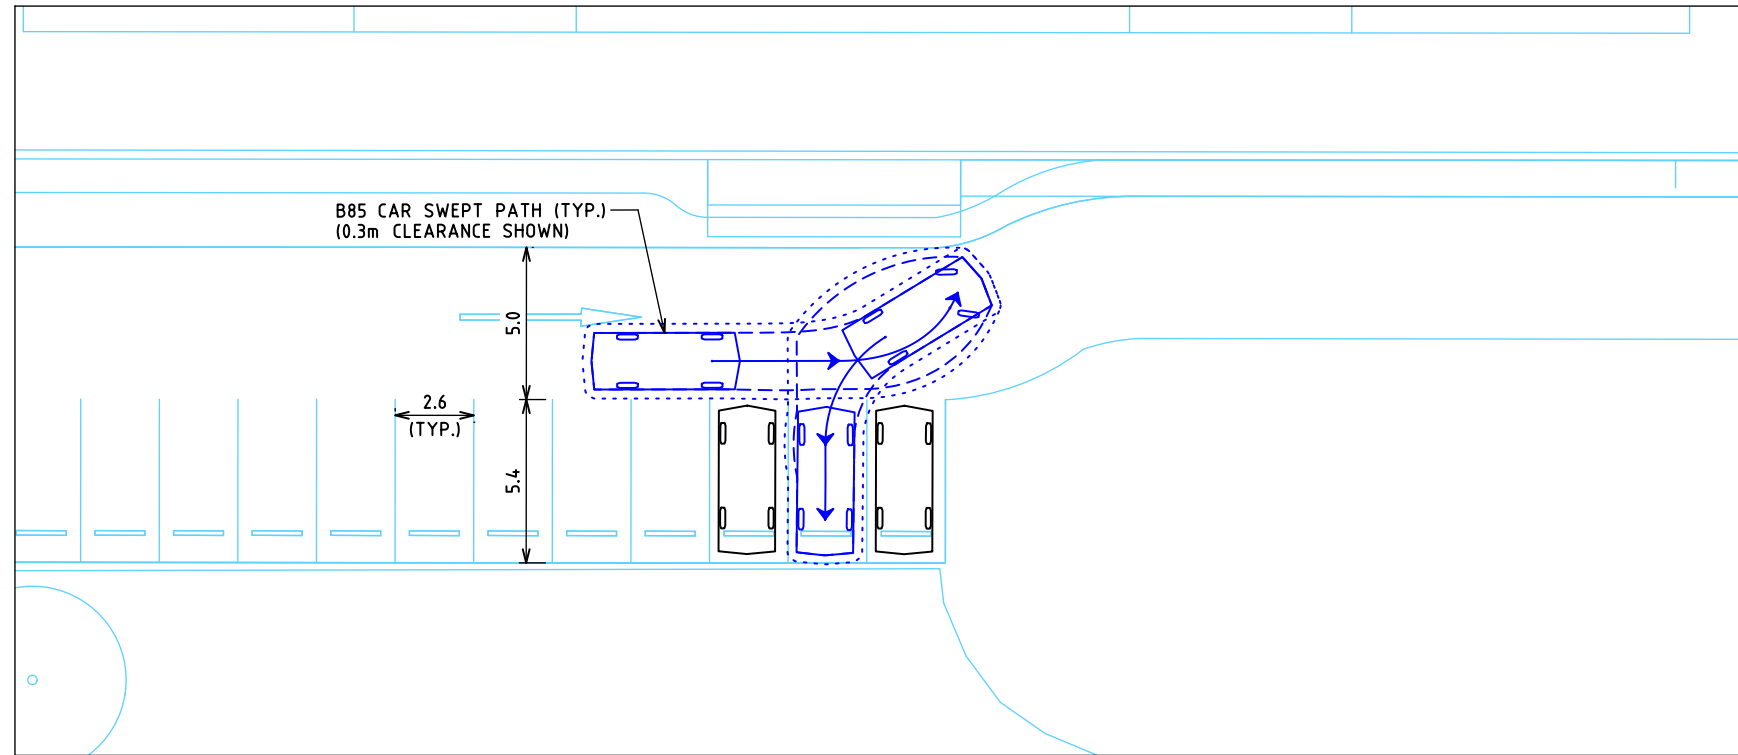 B85 CAR SWEPT PATH (TYP.)
(0.3m CLEARANCE SHOWN)
5.0
2.6
(TYP.)
5.4